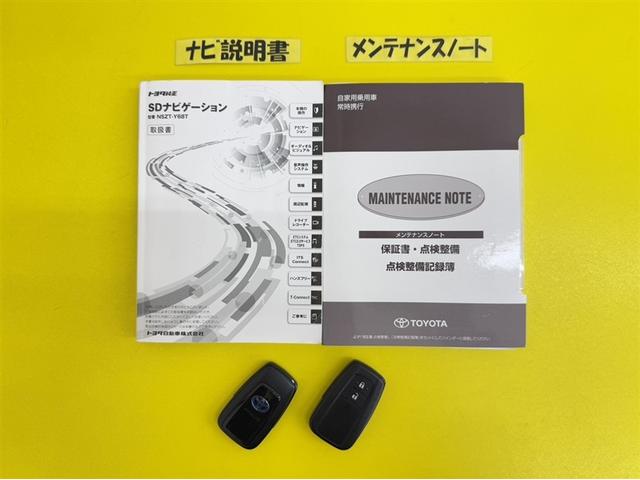 ナビ説明書
メンテナンスノート
トヨタ純正
SDナビゲーション
型番 NSZT-Y68T
取扱書
本機の
操作
ナビゲー
ション
オーディオ&
ビジュアル
音声操作
システム
情報
周辺監視
ドライブ
レコーダー
ITS
Connect
ハンズフリー
T-Connect
ご参考に
トヨタ自動車株式会社
自家用乗用車
常時携行
MAINTENANCE NOTE
メンテナンスノート
保証書・点検整備
点検整備記録簿
TOYOTA